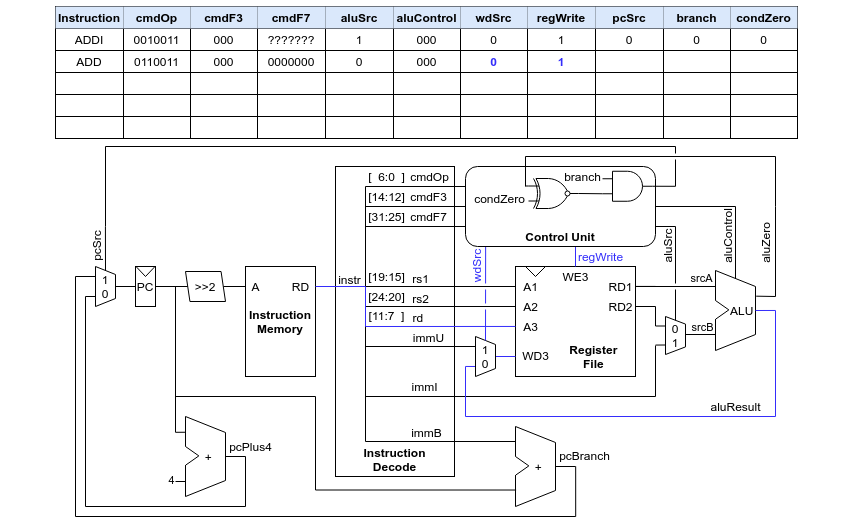 Instruction cmdOp cmdF3 cmdF7 aluSrc aluControl wdSrc regWrite pcSrc branch condZero
ADDI 0010011 000 ??????? 1 000 0 1 0 0 0
ADD 0110011 000 0000000 0 000 0 1
[ 6:0 ] cmdOp
branch
[14:12] cmdF3
condZero
[31:25] cmdF7
Control Unit
pcSrc
wdSrc
regWrite
aluSrc
aluControl
aluZero
1
0
PC
>>2
A RD
Instruction
Memory
instr
[19:15] rs1
[24:20] rs2
[11:7 ] rd
immU
immI
immB
Instruction
Decode
1
0
WE3
A1 RD1
A2 RD2
A3
WD3
Register
File
srcA
0
1
srcB
ALU
aluResult
+
4
pcPlus4
+
pcBranch